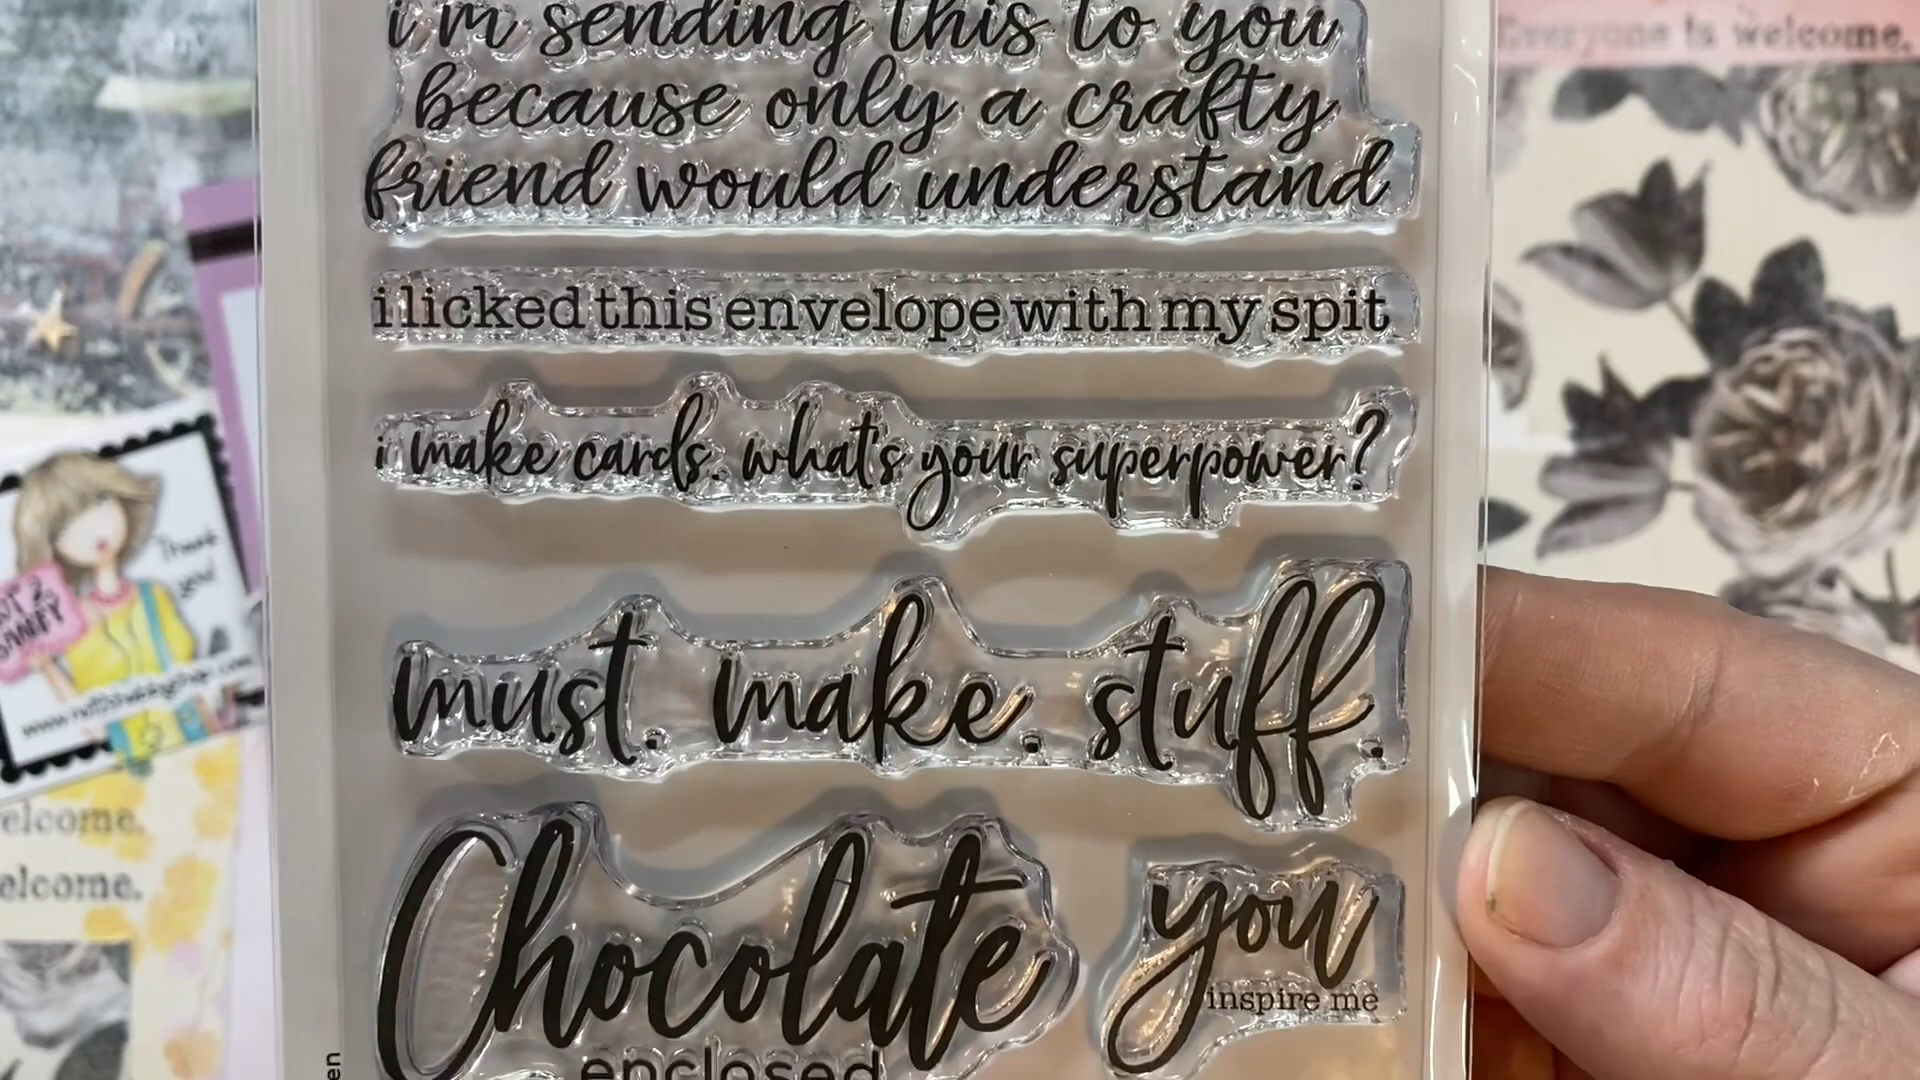 i'm sending this to you
because only a crafty
friend would understand
i licked this envelope with my spit
i make cards. what's your superpower?
must. make. stuff.
Chocolate
enclosed
you
inspire me
Everyone is welcome.
Thank
you!
elcome.
elcome.
en